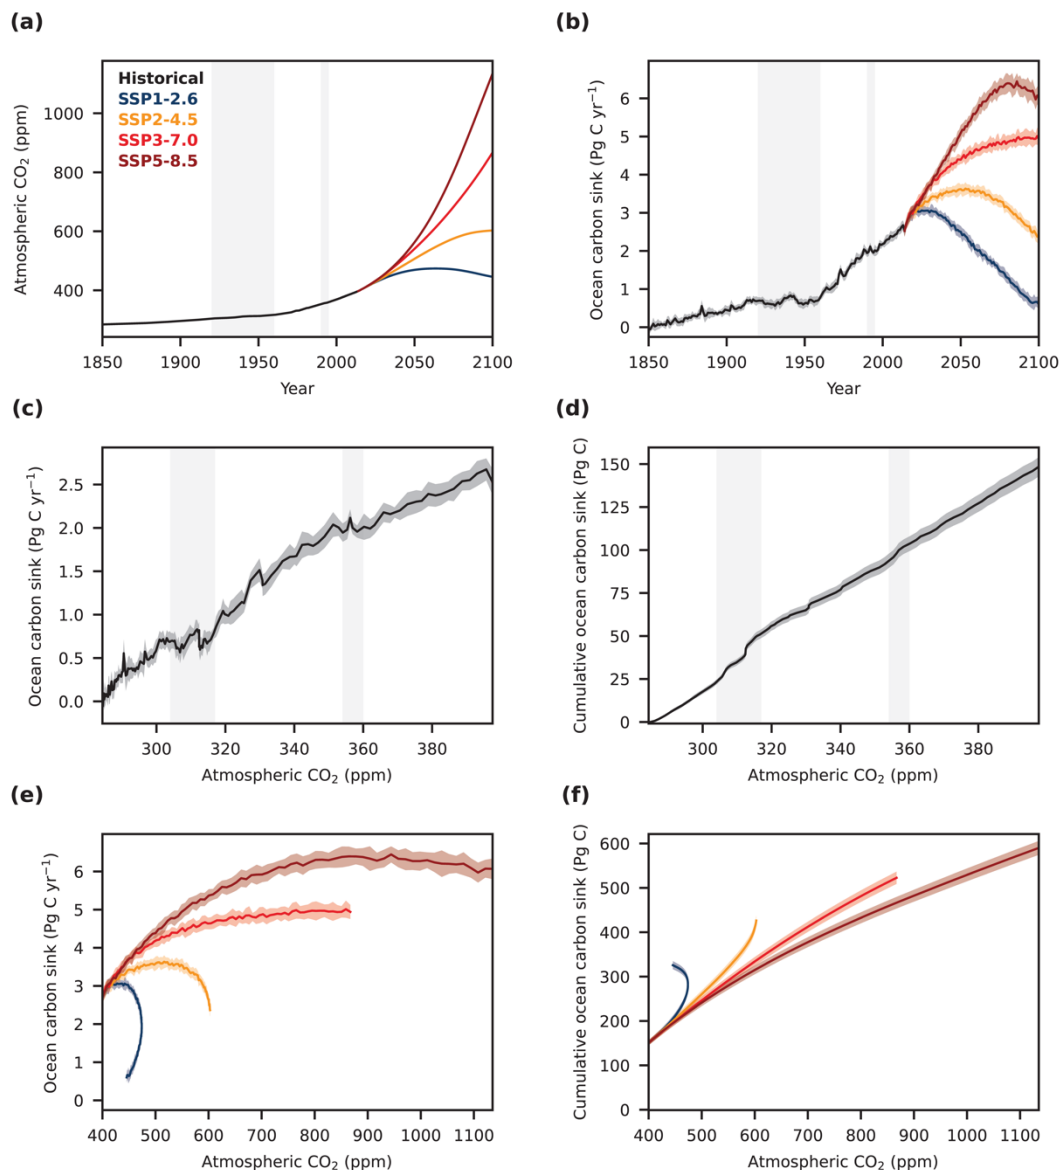 (a)
Atmospheric CO₂ (ppm)
1000
800
600
400
Historical
SSP1-2.6
SSP2-4.5
SSP3-7.0
SSP5-8.5
1850 1900 1950 2000 2050 2100
Year
(b)
Ocean carbon sink (Pg C yr⁻¹)
6
5
4
3
2
1
0
1850 1900 1950 2000 2050 2100
Year
(c)
Ocean carbon sink (Pg C yr⁻¹)
2.5
2.0
1.5
1.0
0.5
0.0
300 320 340 360 380
Atmospheric CO₂ (ppm)
(d)
Cumulative ocean carbon sink (Pg C)
150
125
100
75
50
25
0
300 320 340 360 380
Atmospheric CO₂ (ppm)
(e)
Ocean carbon sink (Pg C yr⁻¹)
6
5
4
3
2
1
0
400 500 600 700 800 900 1000 1100
Atmospheric CO₂ (ppm)
(f)
Cumulative ocean carbon sink (Pg C)
600
500
400
300
200
100
0
400 500 600 700 800 900 1000 1100
Atmospheric CO₂ (ppm)